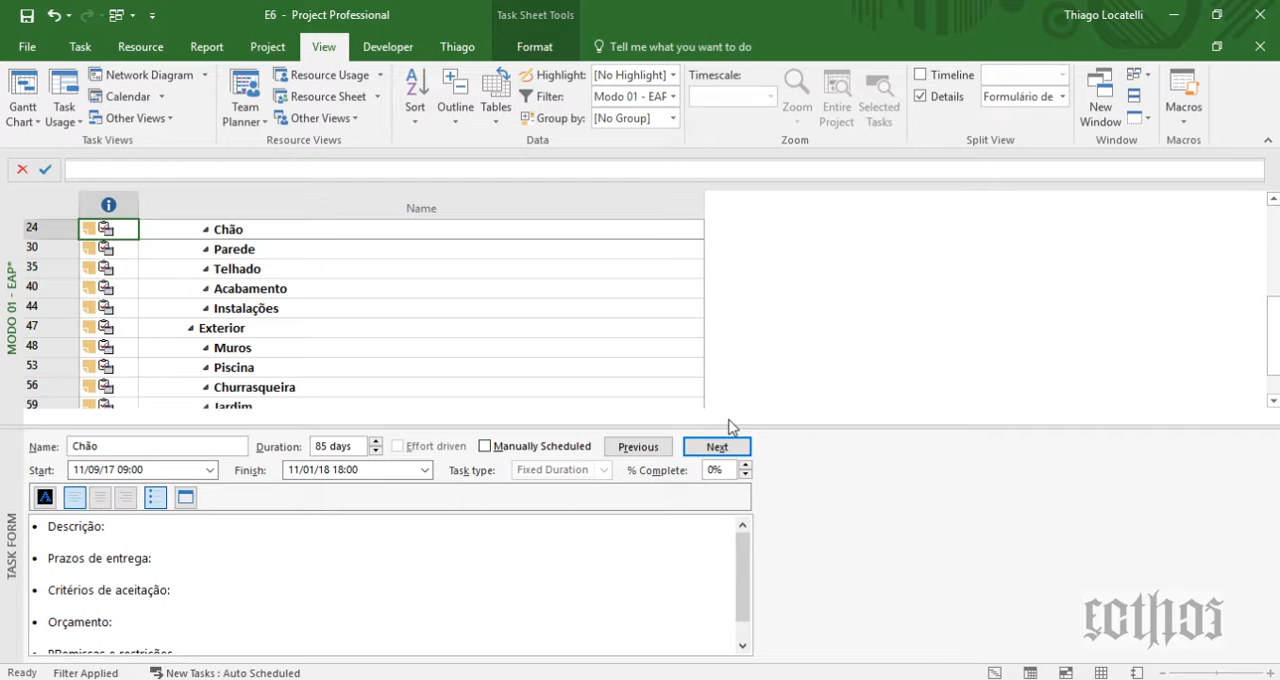 E6 - Project Professional
Task Sheet Tools
Thiago Locatelli
File Task Resource Report Project View Developer Thiago Format Tell me what you want to do
Gantt Chart
Task Usage
Network Diagram
Calendar
Other Views
Task Views
Team Planner
Resource Usage
Resource Sheet
Other Views
Resource Views
Sort
Outline
Tables
Highlight: [No Highlight]
Filter: Modo 01 - EAP
Group by: [No Group]
Data
Timescale:
Zoom
Entire Project
Selected Tasks
Zoom
Timeline
Details Formulário de
Split View
New Window
Window
Macros
Macros
Name
24 Chão
30 Parede
35 Telhado
40 Acabamento
44 Instalações
47 Exterior
48 Muros
53 Piscina
56 Churrasqueira
59 Jardim
MODO 01 - EAP*
Name: Chão Duration: 85 days Effort driven Manually Scheduled Previous Next
Start: 11/09/17 09:00 Finish: 11/01/18 18:00 Task type: Fixed Duration % Complete: 0%
A
• Descrição:
• Prazos de entrega:
• Critérios de aceitação:
• Orçamento:
• PRemissas e restrições
TASK FORM
eathos
Ready Filter Applied New Tasks : Auto Scheduled